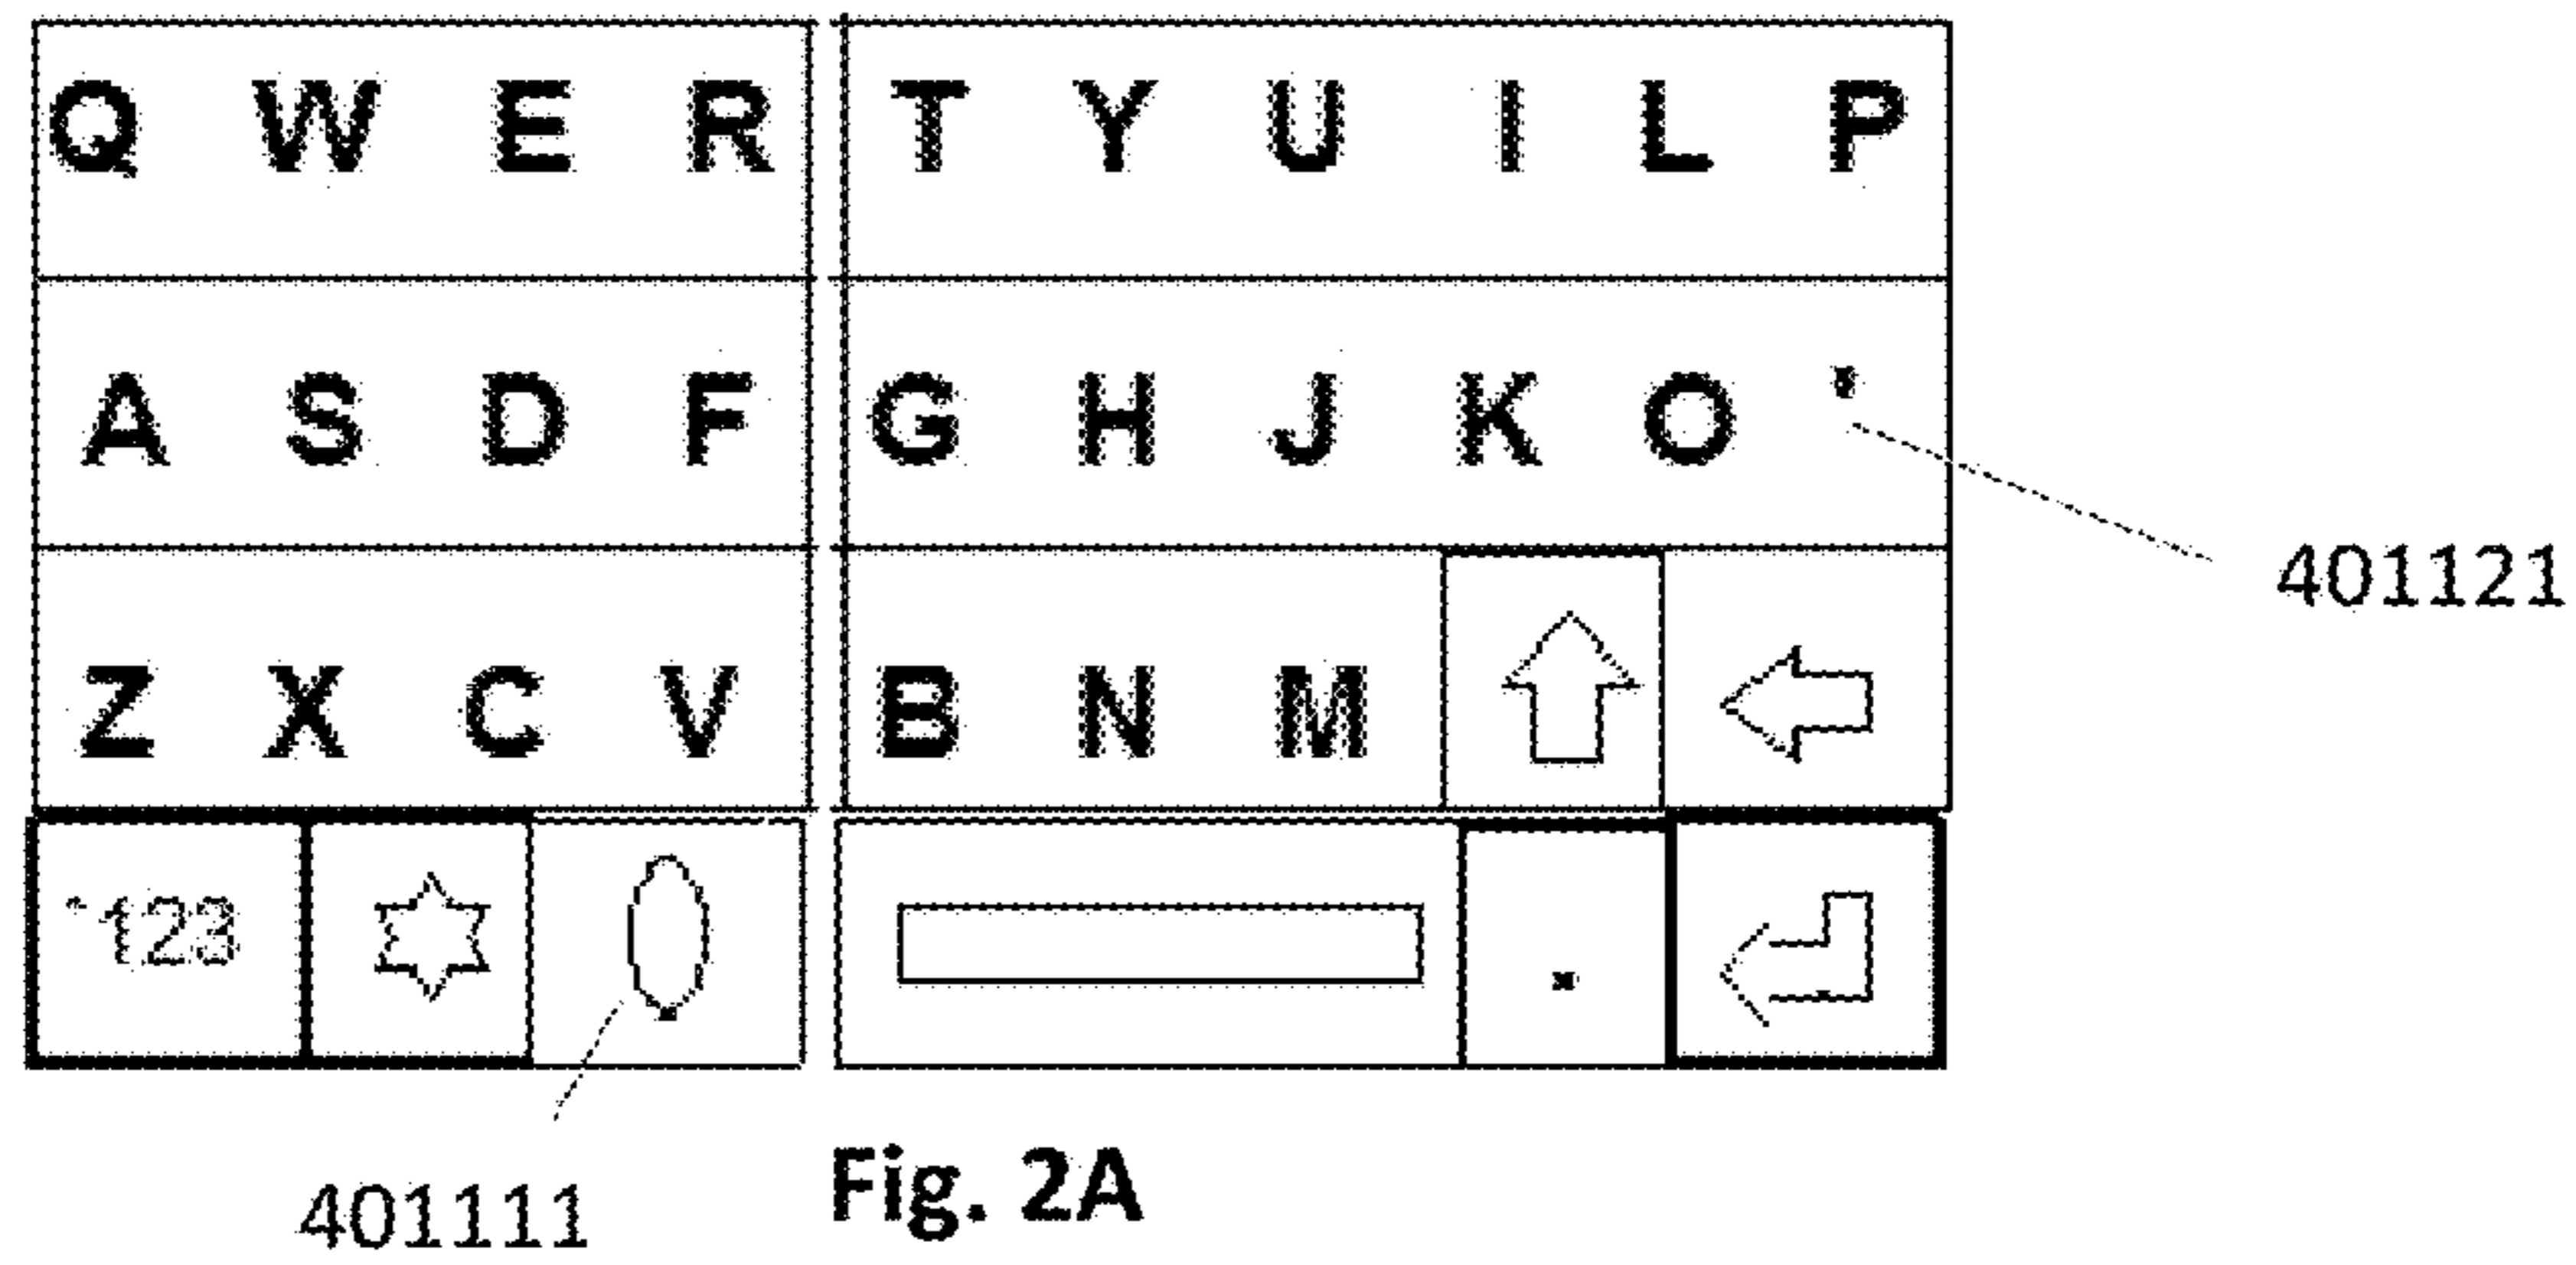 Q W E R T Y U I L P
A S D F G H J K O '
401121
Z X C V B N M
*123 .
401111
Fig. 2A